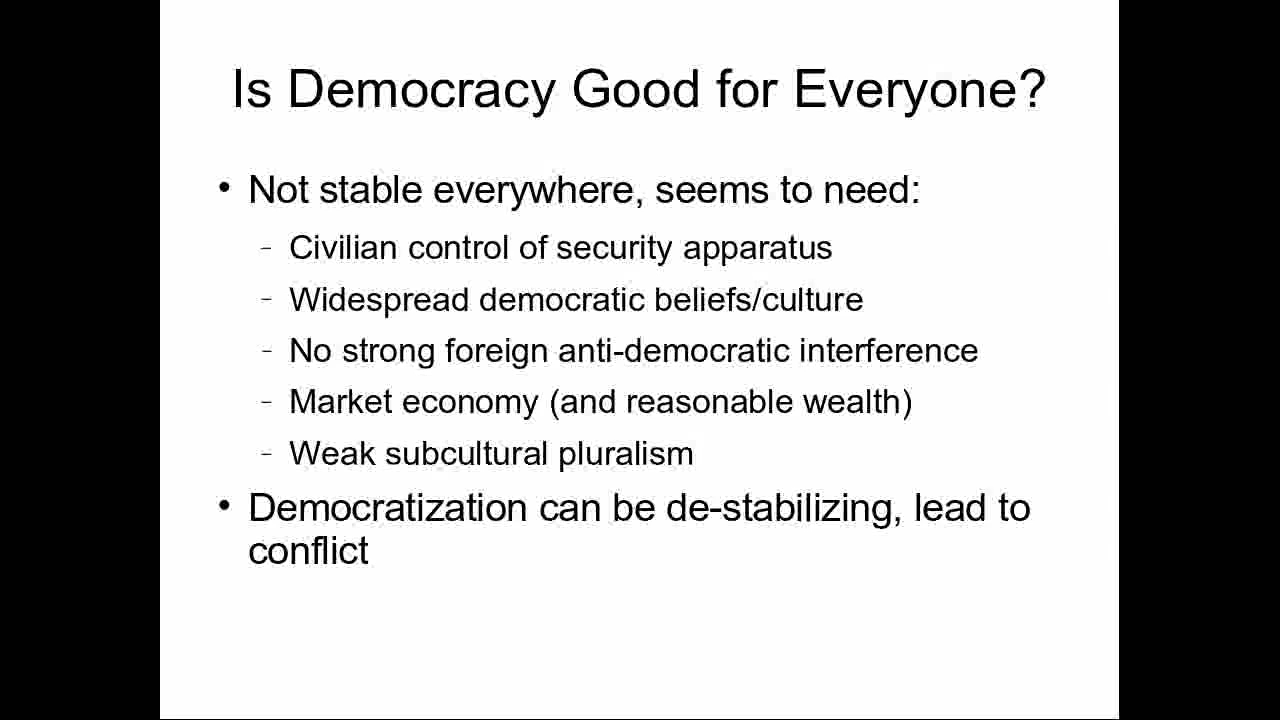 Is Democracy Good for Everyone?
• Not stable everywhere, seems to need:
– Civilian control of security apparatus
– Widespread democratic beliefs/culture
– No strong foreign anti-democratic interference
– Market economy (and reasonable wealth)
– Weak subcultural pluralism
• Democratization can be de-stabilizing, lead to
conflict